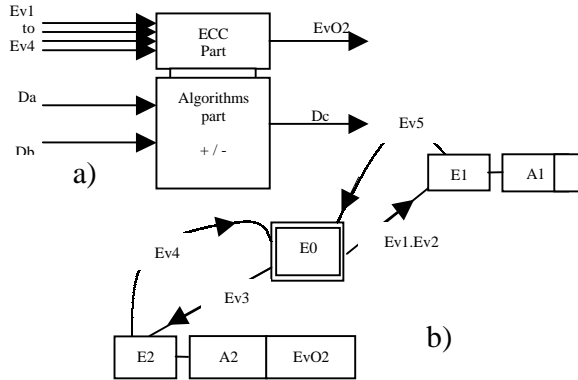 Ev1
to
Ev4
ECC
Part
EvO2
Da
Db
Algorithms
part
+ / -
Dc
a)
Ev5
E1
A1
E0
Ev1.Ev2
Ev4
Ev3
E2
A2
EvO2
b)